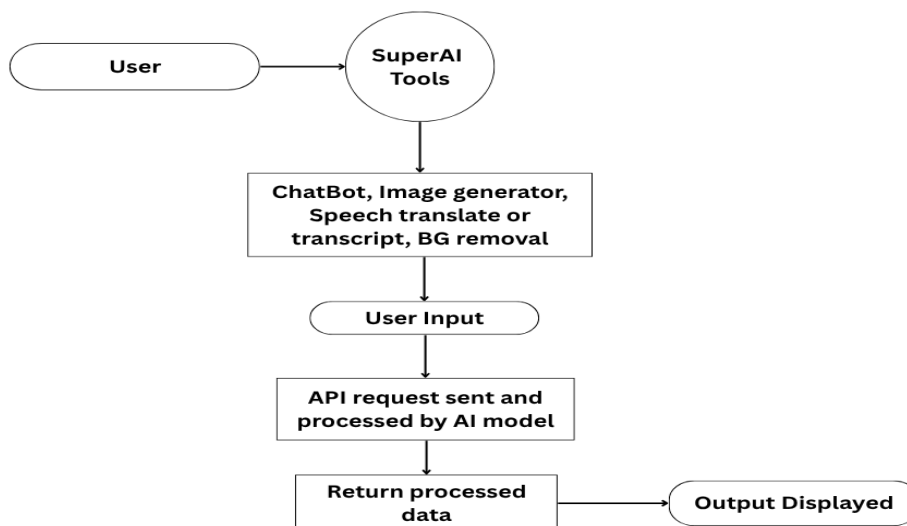 User
SuperAI
Tools
ChatBot, Image generator,
Speech translate or
transcript, BG removal
User Input
API request sent and
processed by AI model
Return processed
data
Output Displayed